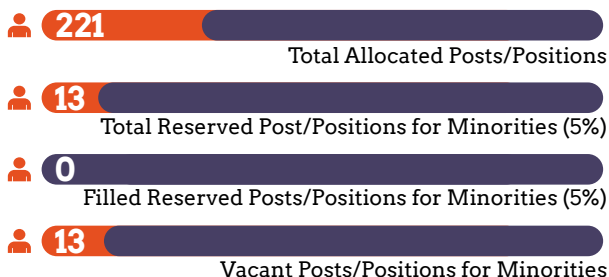 221
Total Allocated Posts/Positions
13
Total Reserved Post/Positions for Minorities (5%)
0
Filled Reserved Posts/Positions for Minorities (5%)
13
Vacant Posts/Positions for Minorities